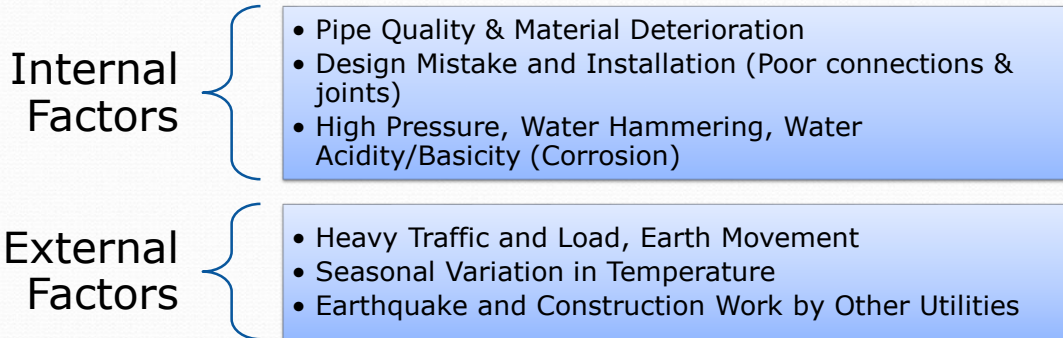 Internal
Factors
• Pipe Quality & Material Deterioration
• Design Mistake and Installation (Poor connections &
joints)
• High Pressure, Water Hammering, Water
Acidity/Basicity (Corrosion)
External
Factors
• Heavy Traffic and Load, Earth Movement
• Seasonal Variation in Temperature
• Earthquake and Construction Work by Other Utilities